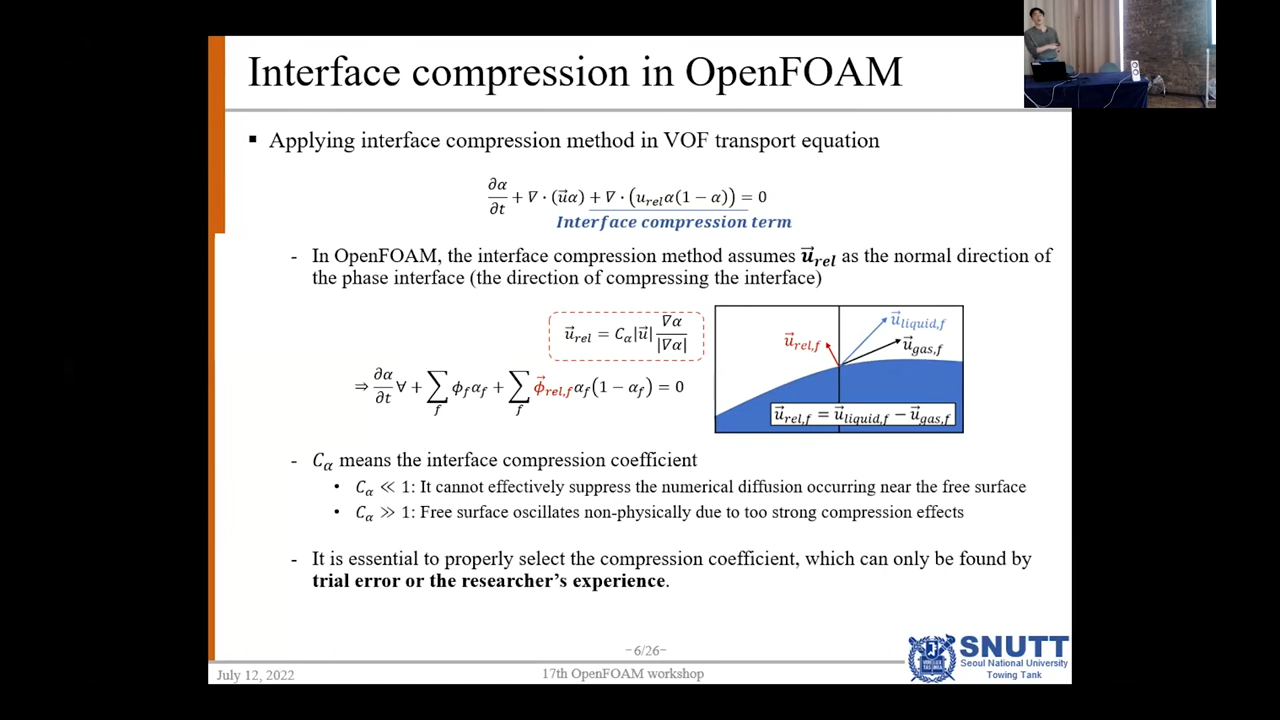 Interface compression in OpenFOAM
▪ Applying interface compression method in VOF transport equation
∂α/∂t + ∇ · (u⃗α) + ∇ · (u_rel α(1 − α)) = 0
Interface compression term
- In OpenFOAM, the interface compression method assumes u⃗_rel as the normal direction of
the phase interface (the direction of compressing the interface)
u⃗_rel = C_α|u⃗| ∇α/|∇α|
⇒ ∂α/∂t ∀ + ∑_f ϕ_f α_f + ∑_f ϕ⃗_rel,f α_f(1 − α_f) = 0
u⃗_liquid,f
u⃗_rel,f
u⃗_gas,f
u⃗_rel,f = u⃗_liquid,f − u⃗_gas,f
- C_α means the interface compression coefficient
• C_α ≪ 1: It cannot effectively suppress the numerical diffusion occurring near the free surface
• C_α ≫ 1: Free surface oscillates non-physically due to too strong compression effects
- It is essential to properly select the compression coefficient, which can only be found by
trial error or the researcher's experience.
−6/26−
July 12, 2022
17th OpenFOAM workshop
SNUTT
Seoul National University
Towing Tank